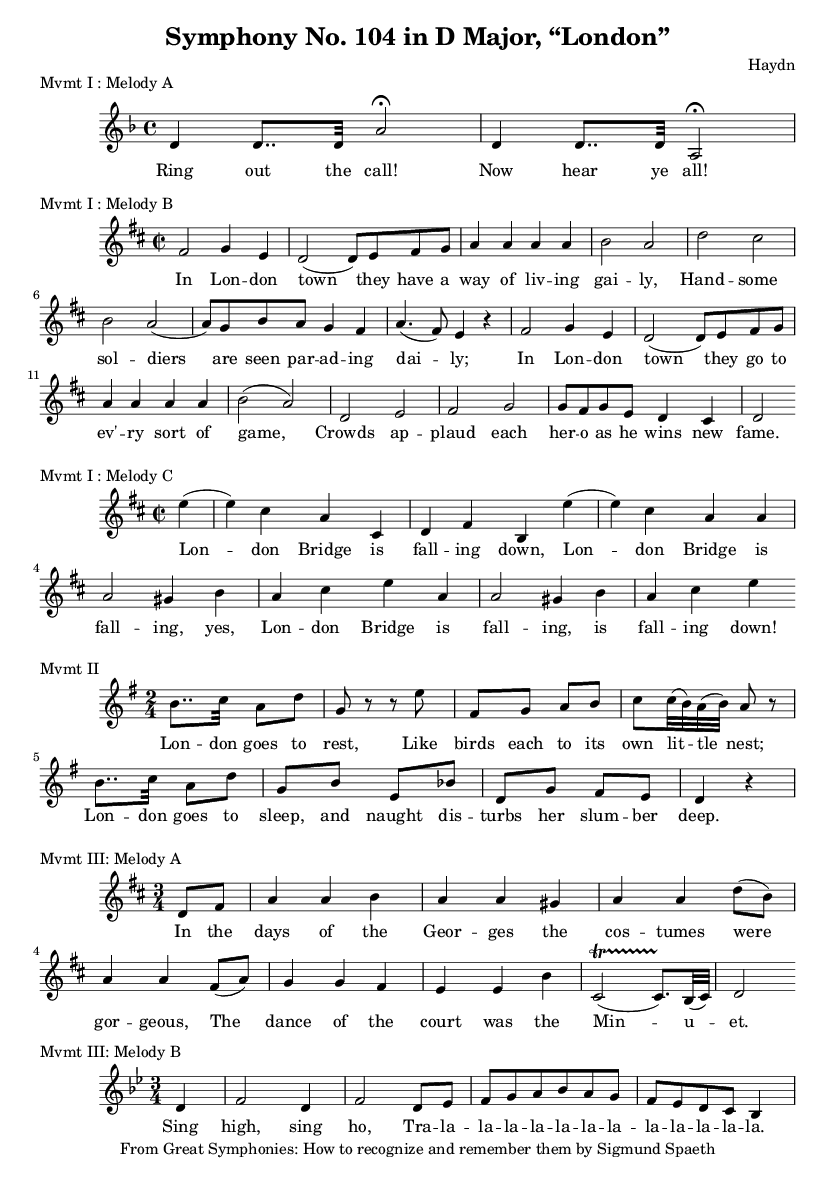 Symphony No. 104 in D Major, “London”
Haydn
Mvmt I : Melody A
Ring out the call! Now hear ye all!
Mvmt I : Melody B
In Lon - don town they have a way of liv - ing gai - ly, Hand - some
6
sol - diers are seen par - ad - ing dai - ly; In Lon - don town they go to
11
ev' - ry sort of game, Crowds ap - plaud each her - o as he wins new fame.
Mvmt I : Melody C
Lon - don Bridge is fall - ing down, Lon - don Bridge is
4
fall - ing, yes, Lon - don Bridge is fall - ing, is fall - ing down!
Mvmt II
2 4
Lon - don goes to rest, Like birds each to its own lit - tle nest;
5
Lon - don goes to sleep, and naught dis - turbs her slum - ber deep.
Mvmt III: Melody A
3 4
In the days of the Geor - ges the cos - tumes were
4
gor - geous, The dance of the court was the Min - u - et.
Mvmt III: Melody B
3 4
Sing high, sing ho, Tra - la - la - la - la - la - la - la - la - la - la - la.
From Great Symphonies: How to recognize and remember them by Sigmund Spaeth